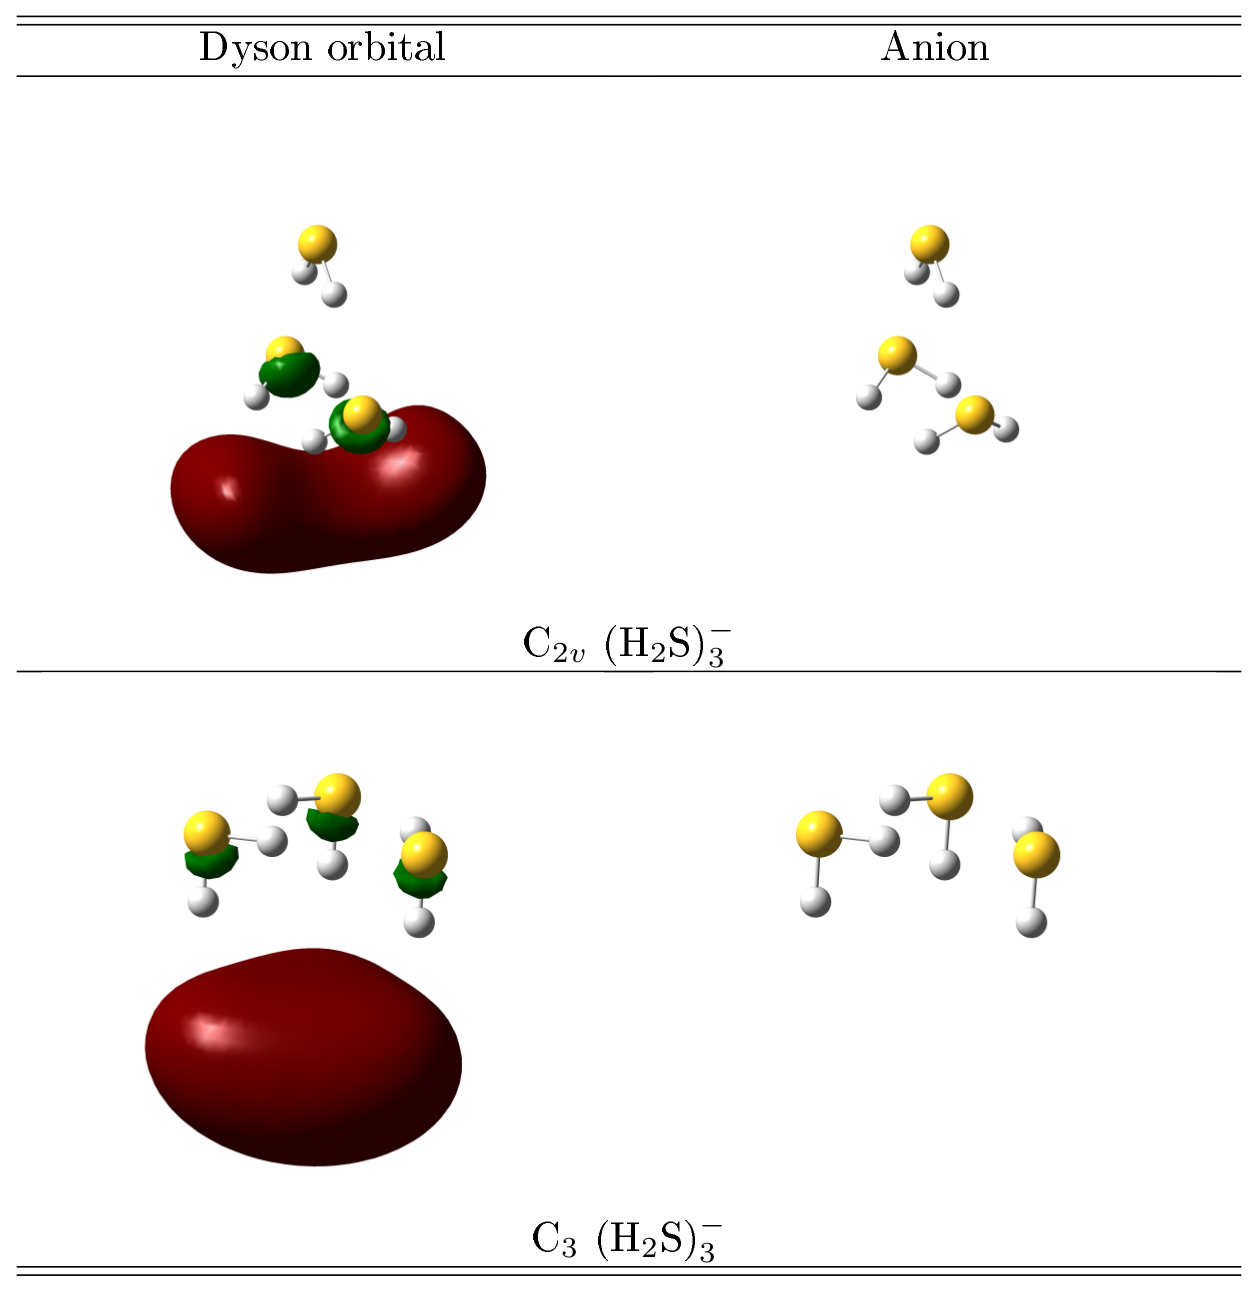 Dyson orbital Anion
C₂ᵥ (H₂S)₃⁻
C₃ (H₂S)₃⁻